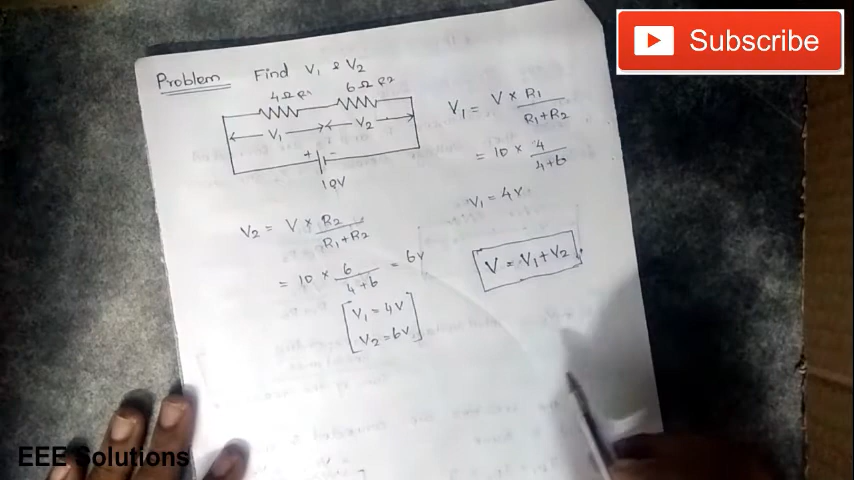 Subscribe
Problem Find V1 & V2
4Ω R1 6Ω R2
V1 V2
+ -
10V
V1 = V × R1 / R1+R2
= 10 × 4 / 4+6
V1 = 4V
V2 = V × R2 / R1+R2
= 10 × 6 / 4+6 = 6V
V1 = 4V
V2 = 6V
V = V1+V2
EEE Solutions